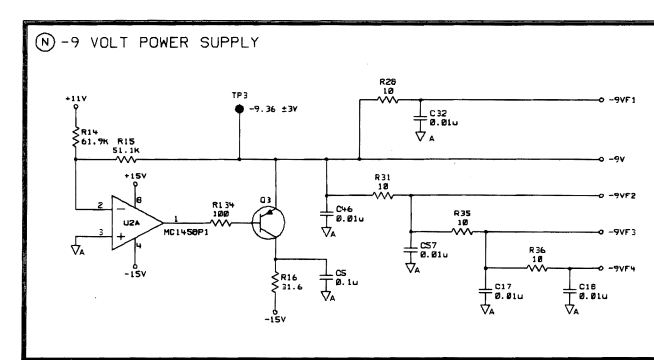 N -9 VOLT POWER SUPPLY
+11V
R14
61.9K
R15
51.1K
TP3
-9.36 ±3V
R28
10
-9VF1
C32
0.01u
A
-9V
+15V
8
2
-
3
+
U2A
1
MC1458P1
4
-15V
A
R134
100
Q3
R16
31.6
-15V
C5
0.1u
A
C46
0.01u
A
R31
10
-9VF2
C57
0.01u
A
R35
10
-9VF3
C17
0.01u
A
R36
10
-9VF4
C18
0.01u
A